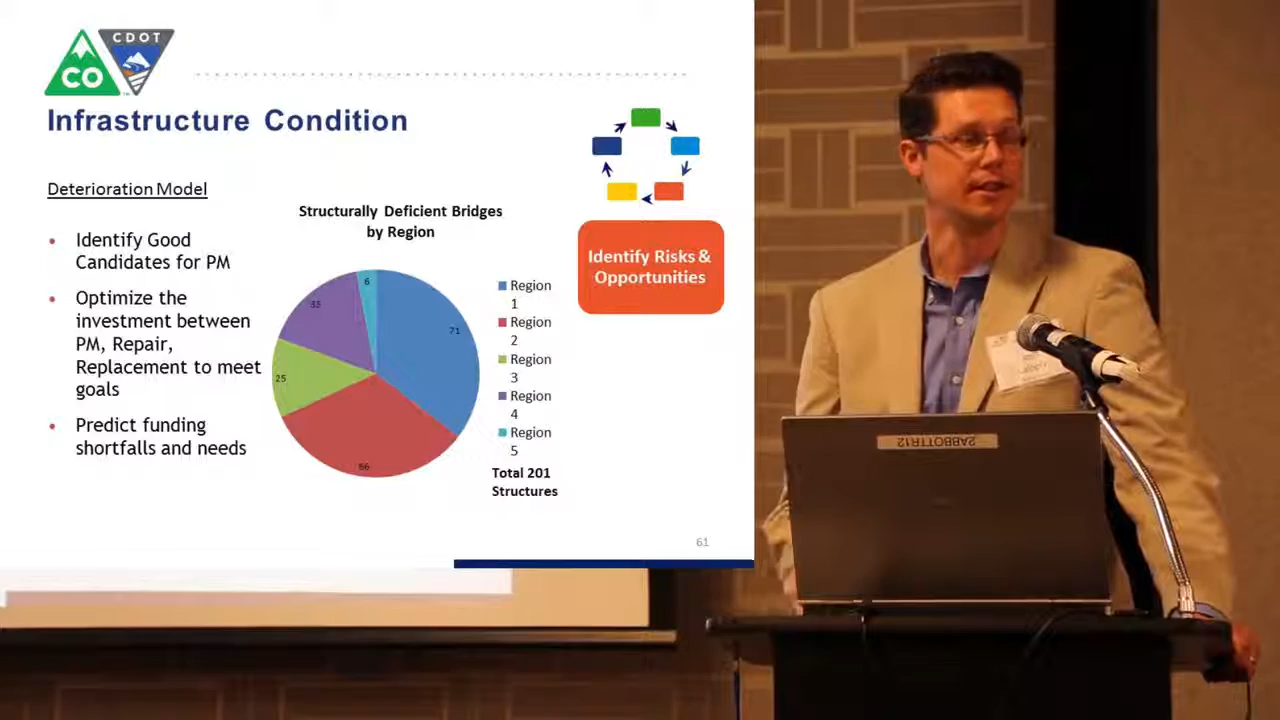 CDOT
CO
Infrastructure Condition
Deterioration Model
• Identify Good
Candidates for PM
• Optimize the
investment between
PM, Repair,
Replacement to meet
goals
• Predict funding
shortfalls and needs
Structurally Deficient Bridges
by Region
6
33
71
25
66
Region
1
Region
2
Region
3
Region
4
Region
5
Total 201
Structures
Identify Risks &
Opportunities
61
2ABBOTTR12